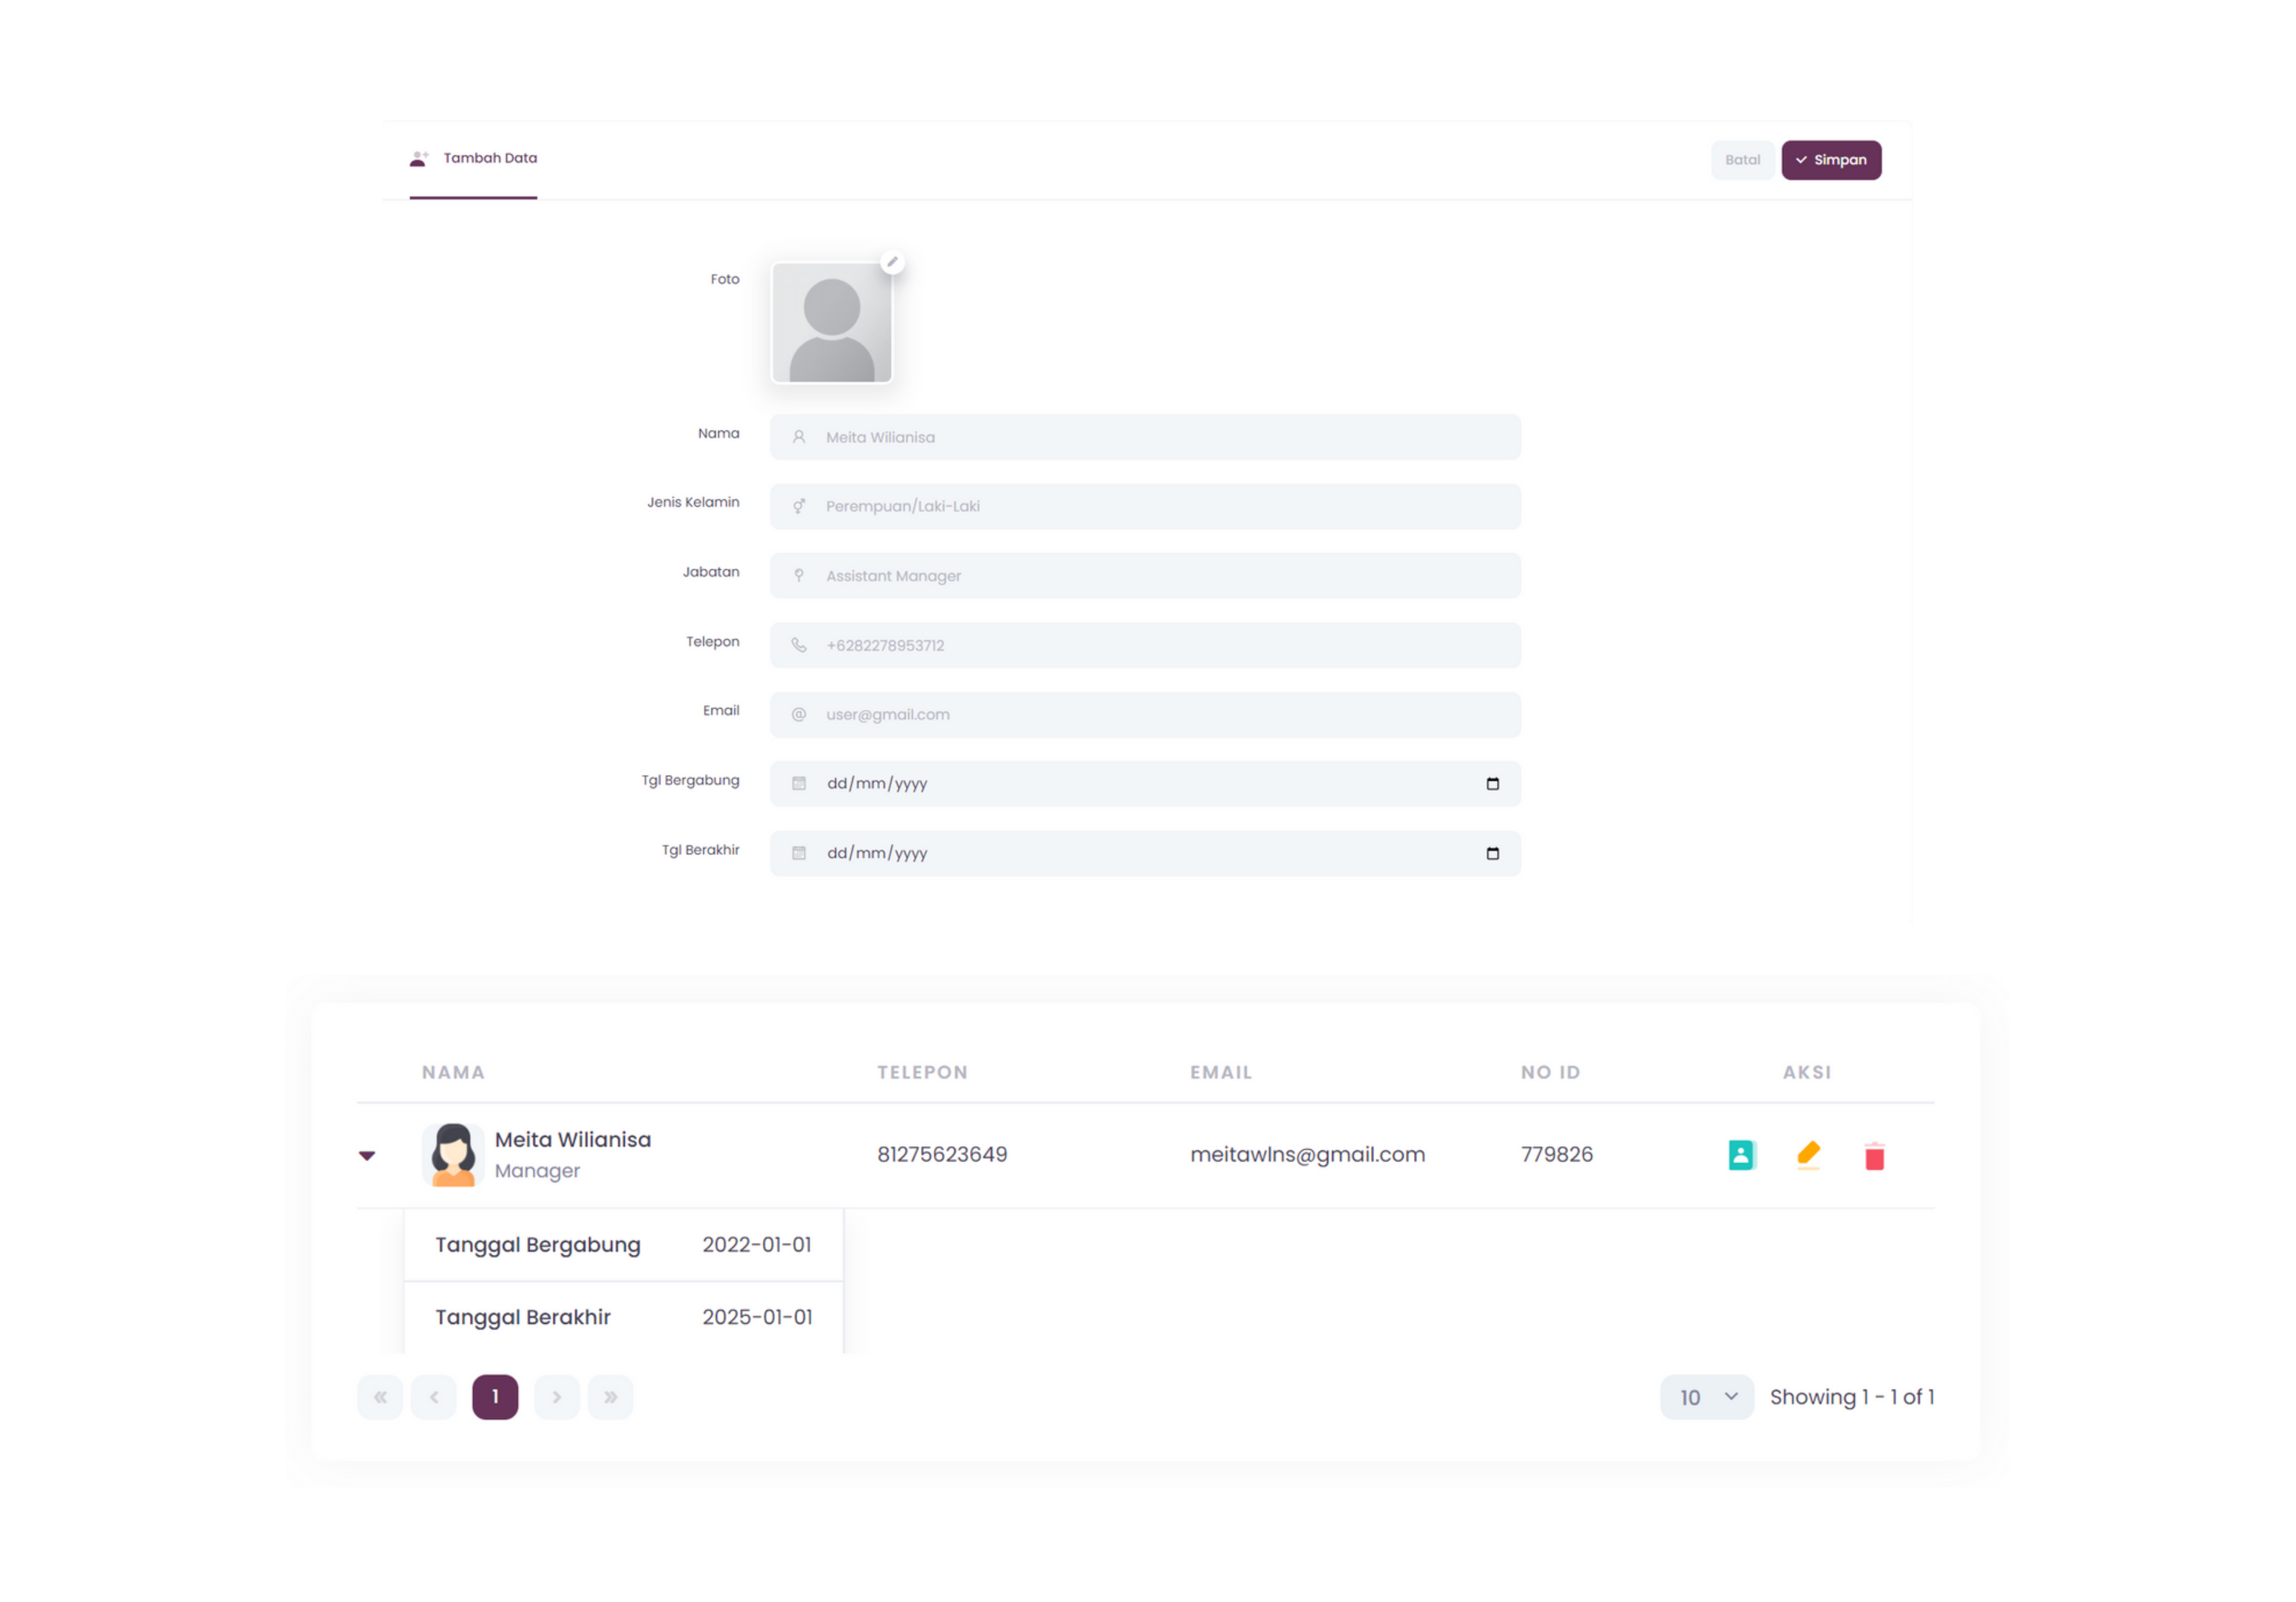 Tambah Data
Batal
Simpan
Foto
Nama
Meita Wilianisa
Jenis Kelamin
Perempuan/Laki-Laki
Jabatan
Assistant Manager
Telepon
+6282278953712
Email
user@gmail.com
Tgl Bergabung
dd/mm/yyyy
Tgl Berakhir
dd/mm/yyyy
NAMA TELEPON EMAIL NO ID AKSI
Meita Wilianisa
Manager
81275623649
meitawlns@gmail.com
779826
Tanggal Bergabung 2022-01-01
Tanggal Berakhir 2025-01-01
« ‹ 1 › »
10
Showing 1 - 1 of 1